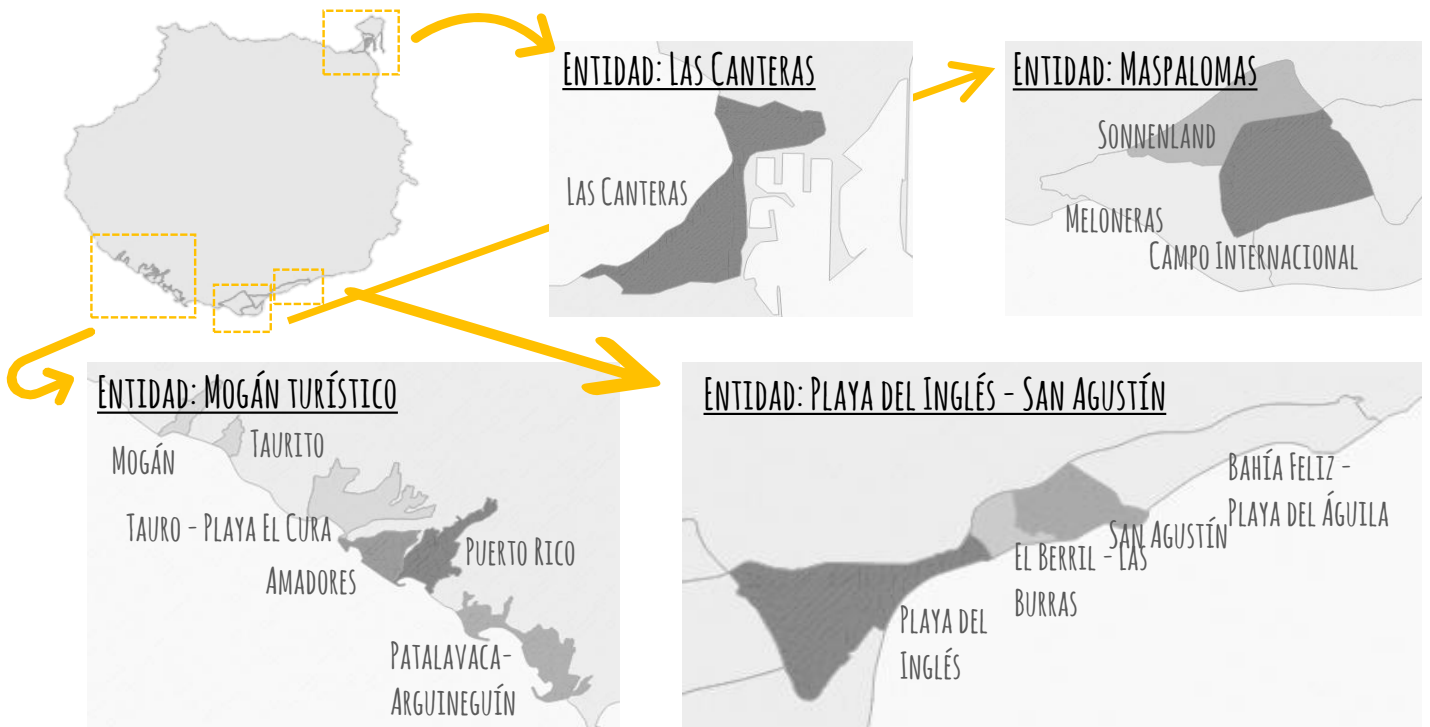 ENTIDAD: LAS CANTERAS
LAS CANTERAS
ENTIDAD: MASPALOMAS
SONNENLAND
MELONERAS
CAMPO INTERNACIONAL
ENTIDAD: MOGÁN TURÍSTICO
MOGÁN
TAURITO
TAURO - PLAYA EL CURA
AMADORES
PUERTO RICO
PATALAVACA-
ARGUINEGUÍN
ENTIDAD: PLAYA DEL INGLÉS - SAN AGUSTÍN
PLAYA DEL
INGLÉS
EL BERRIL - LAS
BURRAS
SAN AGUSTÍN
BAHÍA FELIZ -
PLAYA DEL ÁGUILA